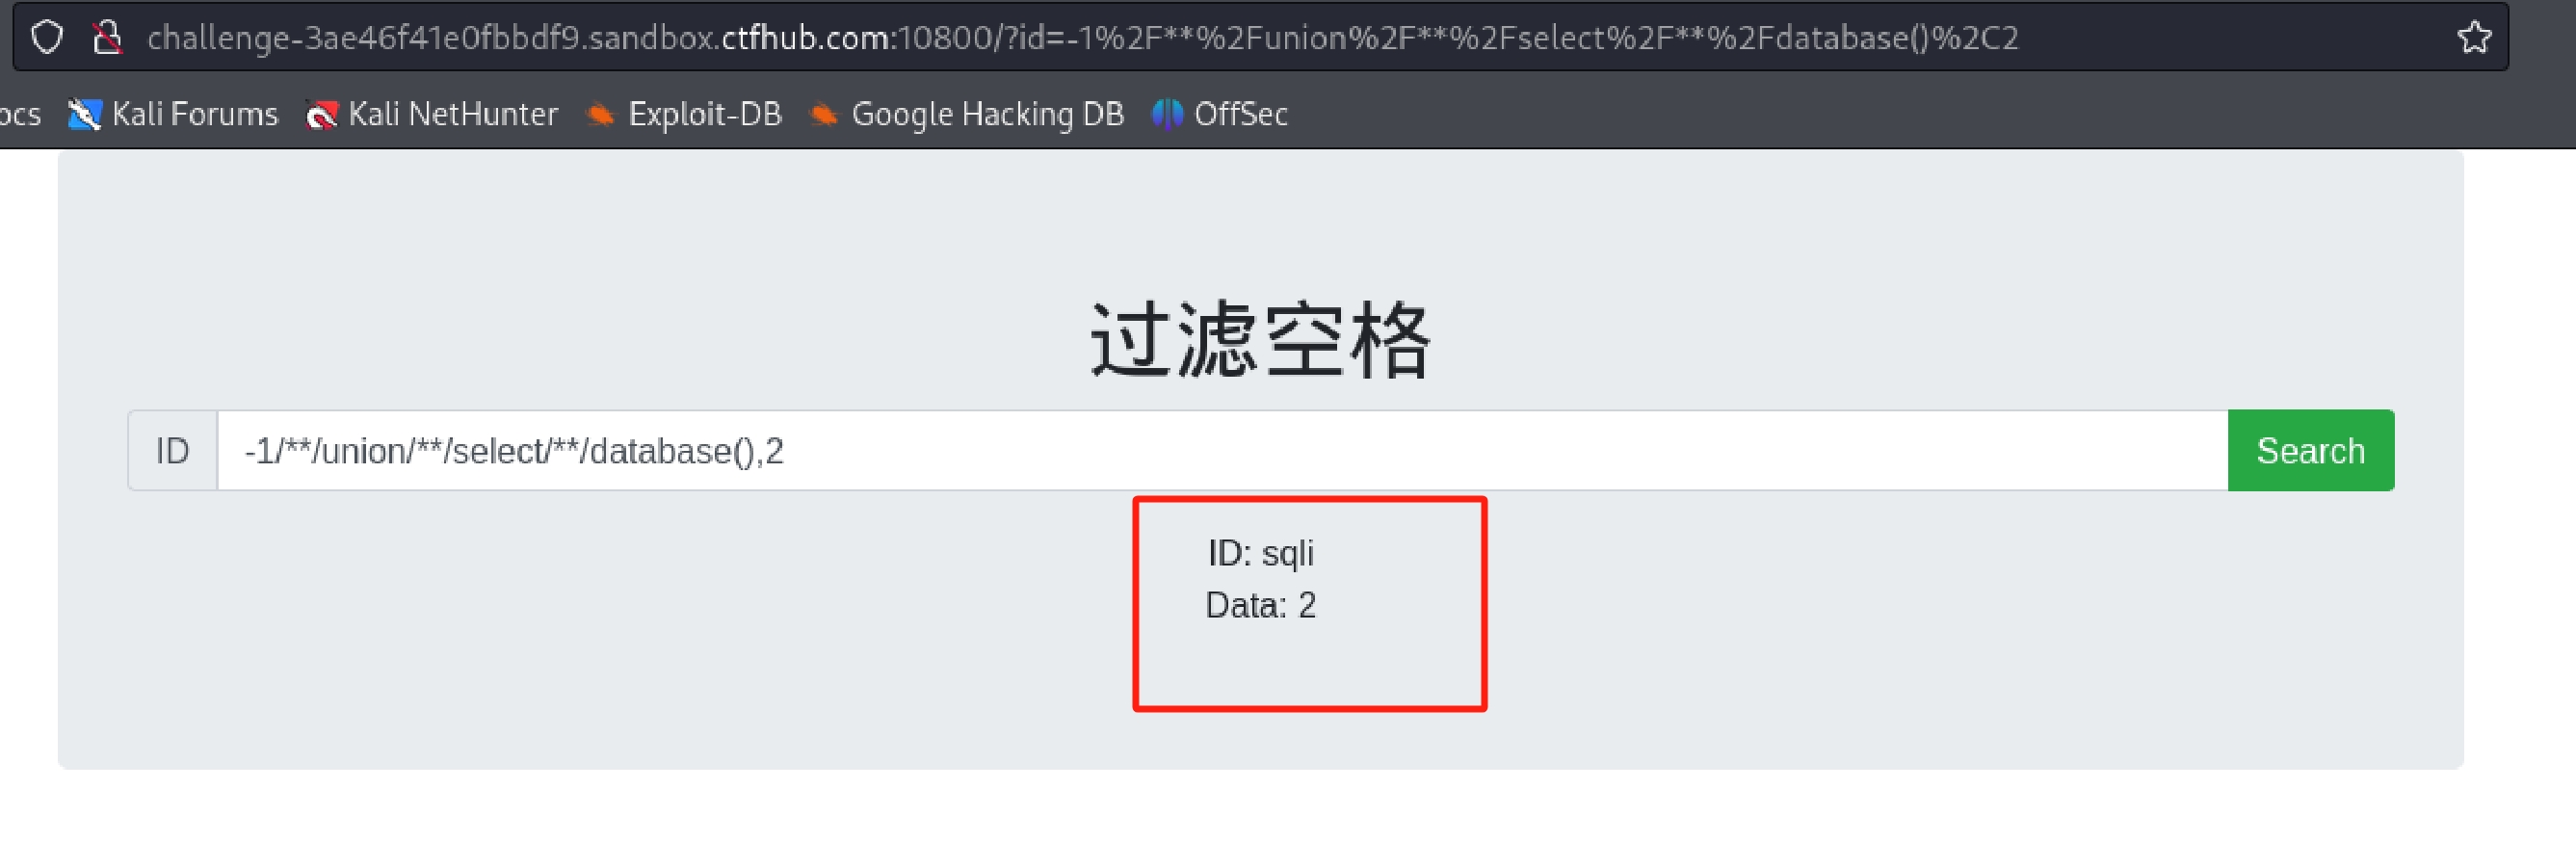 challenge-3ae46f41e0fbbdf9.sandbox.ctfhub.com:10800/?id=-1%2F**%2Funion%2F**%2Fselect%2F**%2Fdatabase()%2C2
ocs Kali Forums Kali NetHunter Exploit-DB Google Hacking DB OffSec
过滤空格
ID -1/**/union/**/select/**/database(),2 Search
ID: sqli
Data: 2